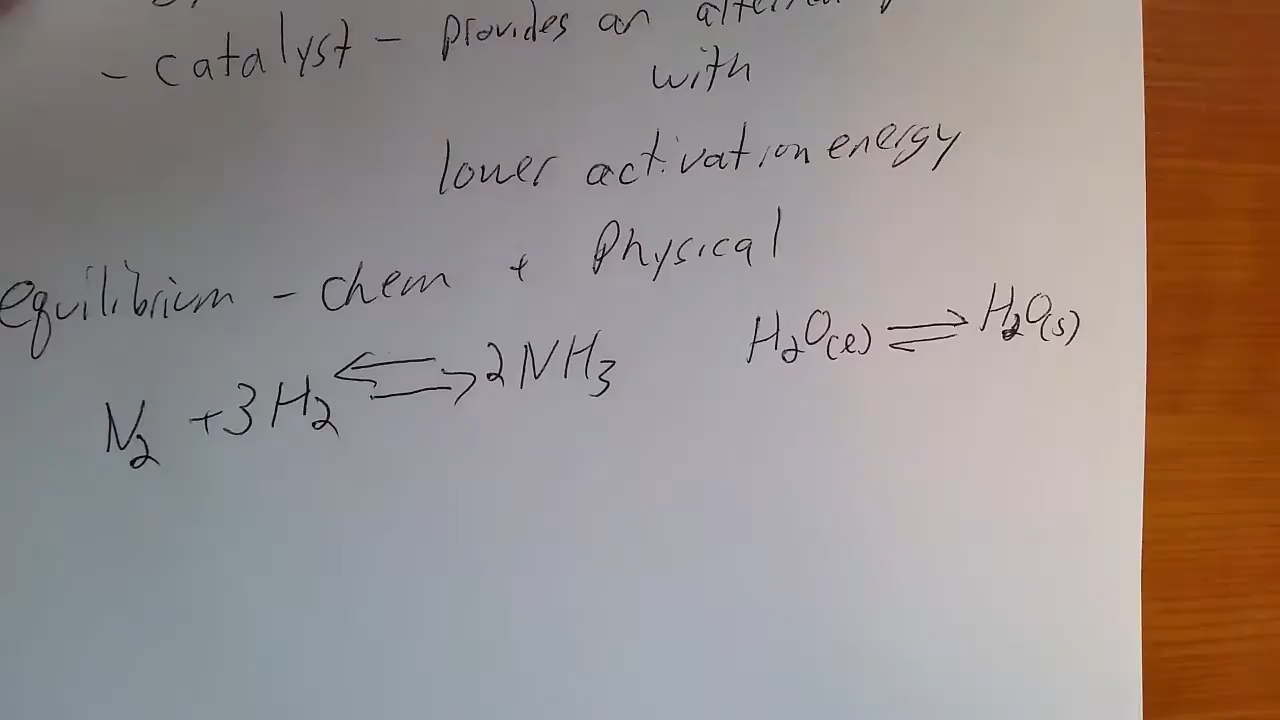 - catalyst - provides an
with
lower activation energy
equilibrium - chem + Physical
N2 + 3H2 ⇌ 2NH3 H2O(l) ⇌ H2O(s)